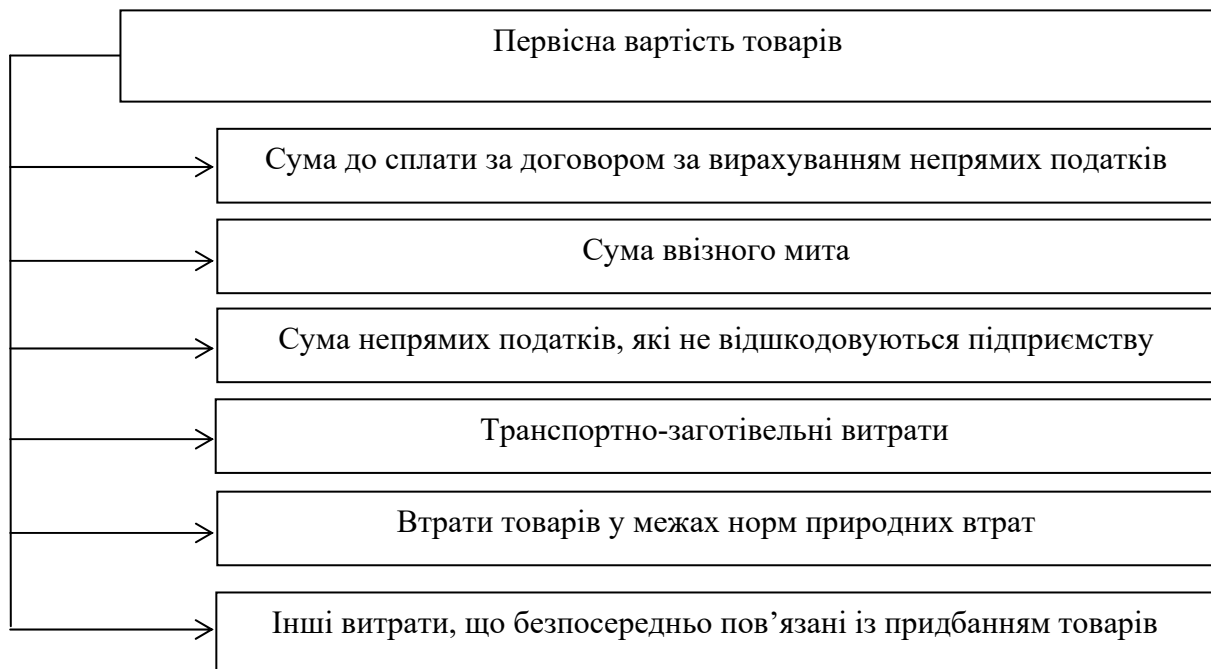 Первісна вартість товарів
Сума до сплати за договором за вирахуванням непрямих податків
Сума ввізного мита
Сума непрямих податків, які не відшкодовуються підприємству
Транспортно-заготівельні витрати
Втрати товарів у межах норм природних втрат
Інші витрати, що безпосередньо пов’язані із придбанням товарів